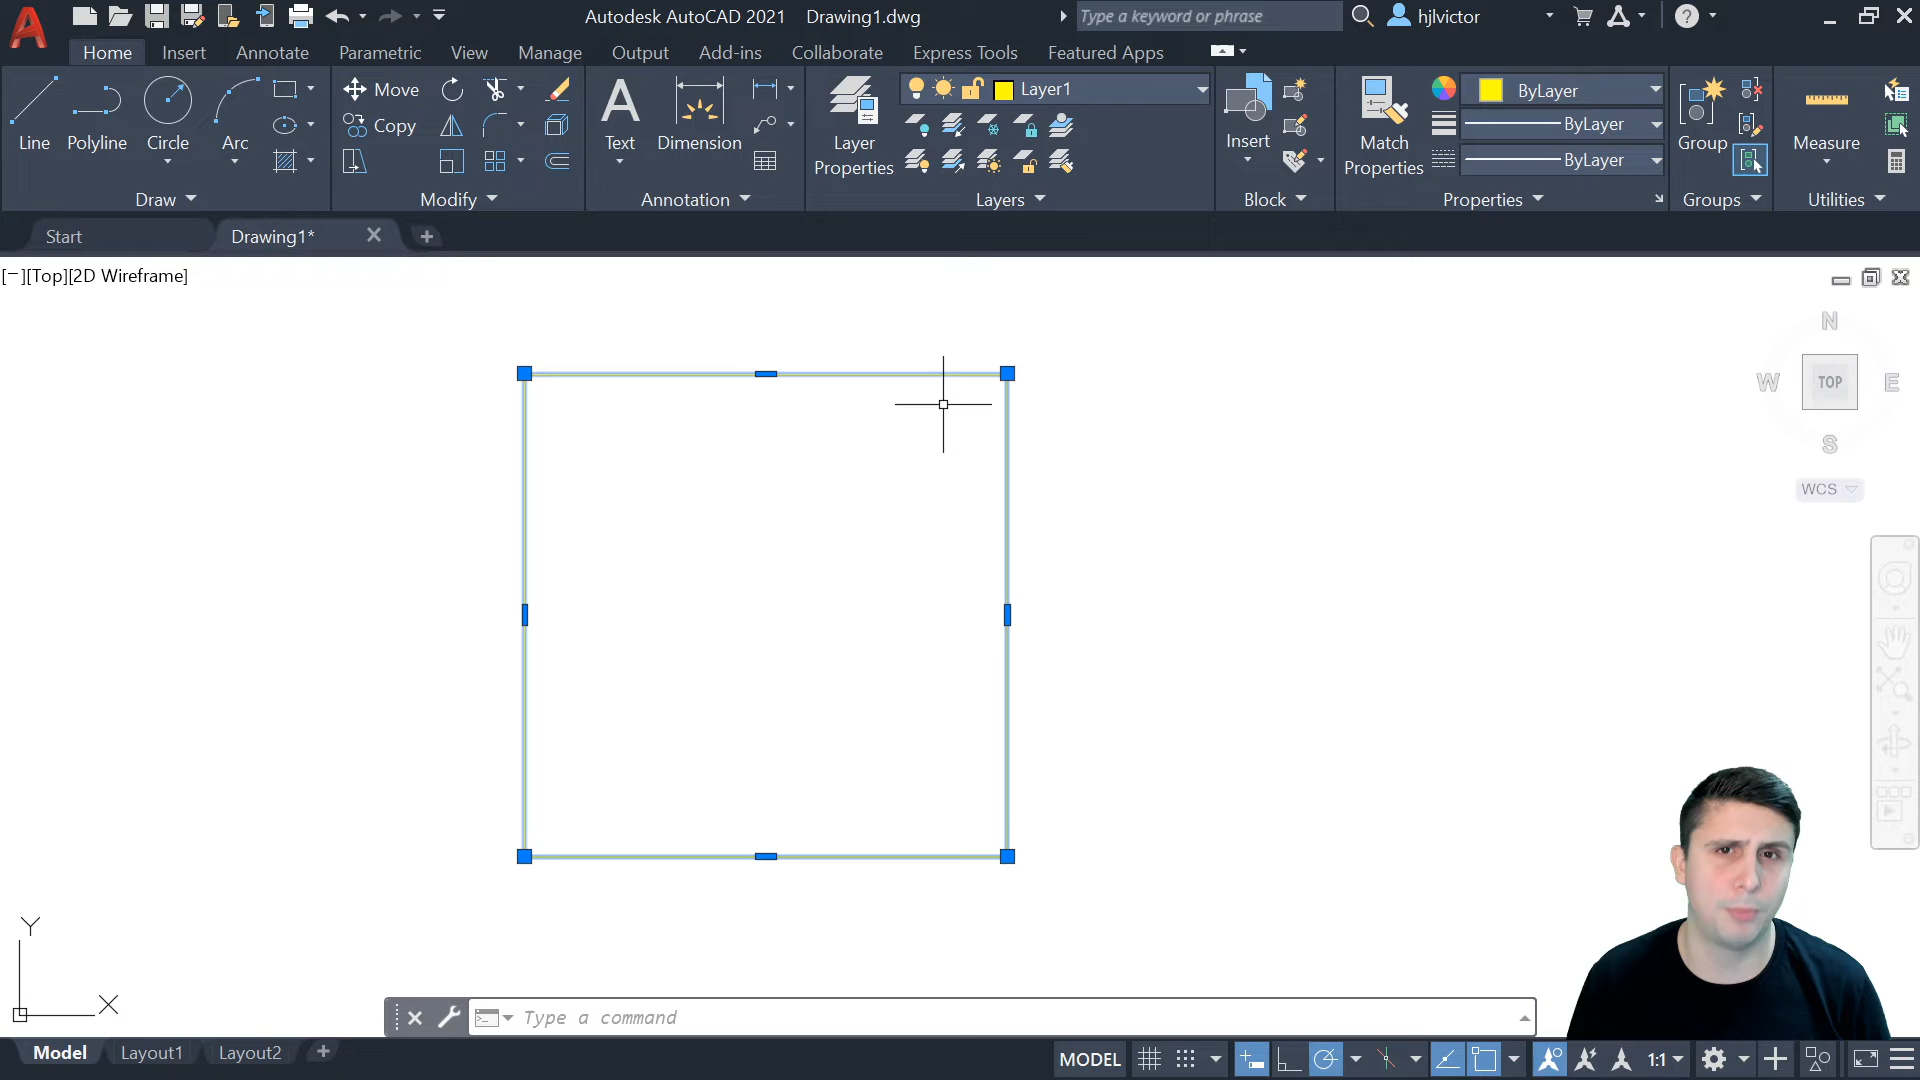 Autodesk AutoCAD 2021 Drawing1.dwg
Type a keyword or phrase
hjlvictor
Home Insert Annotate Parametric View Manage Output Add-ins Collaborate Express Tools Featured Apps
Line
Polyline
Circle
Arc
Draw
Move
Copy
Modify
Text
Dimension
Annotation
Layer
Properties
Layer1
Layers
Insert
Block
Match
Properties
ByLayer
ByLayer
ByLayer
Properties
Group
Groups
Measure
Utilities
Start
Drawing1*
[−][Top][2D Wireframe]
N
W
TOP
E
S
WCS
Y
X
Type a command
Model Layout1 Layout2
MODEL
1:1